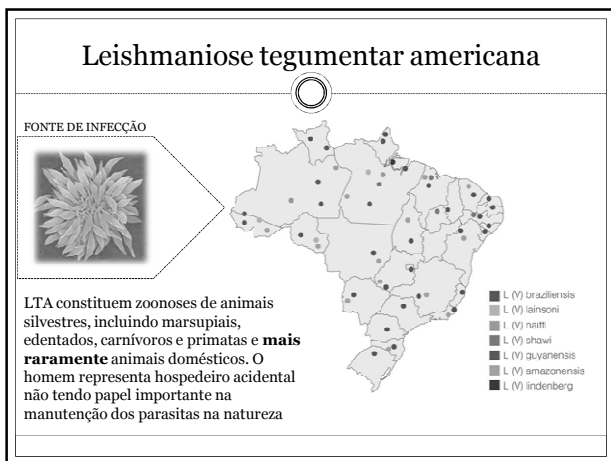 Leishmaniose tegumentar americana
FONTE DE INFECÇÃO
LTA constituem zoonoses de animais
silvestres, incluindo marsupiais,
edentados, carnívoros e primatas e mais
raramente animais domésticos. O
homem representa hospedeiro acidental
não tendo papel importante na
manutenção dos parasitas na natureza
L (V) braziliensis
L (V) lainsoni
L (V) naiffi
L (V) shawi
L (V) guyanensis
L (V) amazonensis
L (V) lindenberg